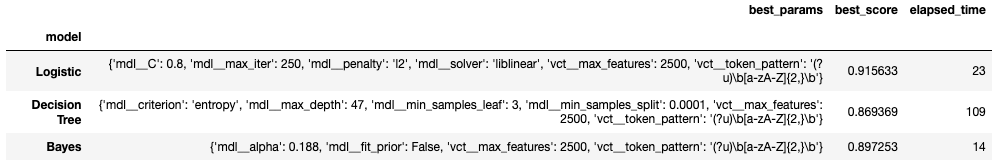 best_params best_score elapsed_time
model
Logistic {'mdl__C': 0.8, 'mdl__max_iter': 250, 'mdl__penalty': 'l2', 'mdl__solver': 'liblinear', 'vct__max_features': 2500, 'vct__token_pattern': '(? 0.915633 23
u)\b[a-zA-Z]{2,}\b'}
Decision {'mdl__criterion': 'entropy', 'mdl__max_depth': 47, 'mdl__min_samples_leaf': 3, 'mdl__min_samples_split': 0.0001, 'vct__max_features': 0.869369 109
Tree 2500, 'vct__token_pattern': '(?u)\b[a-zA-Z]{2,}\b'}
Bayes {'mdl__alpha': 0.188, 'mdl__fit_prior': False, 'vct__max_features': 2500, 'vct__token_pattern': '(?u)\b[a-zA-Z]{2,}\b'} 0.897253 14